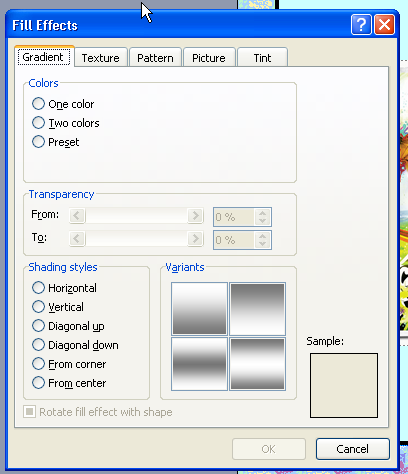 Fill Effects
Gradient Texture Pattern Picture Tint
Colors
One color
Two colors
Preset
Transparency
From: 0 %
To: 0 %
Shading styles
Horizontal
Vertical
Diagonal up
Diagonal down
From corner
From center
Variants
Sample:
Rotate fill effect with shape
OK Cancel